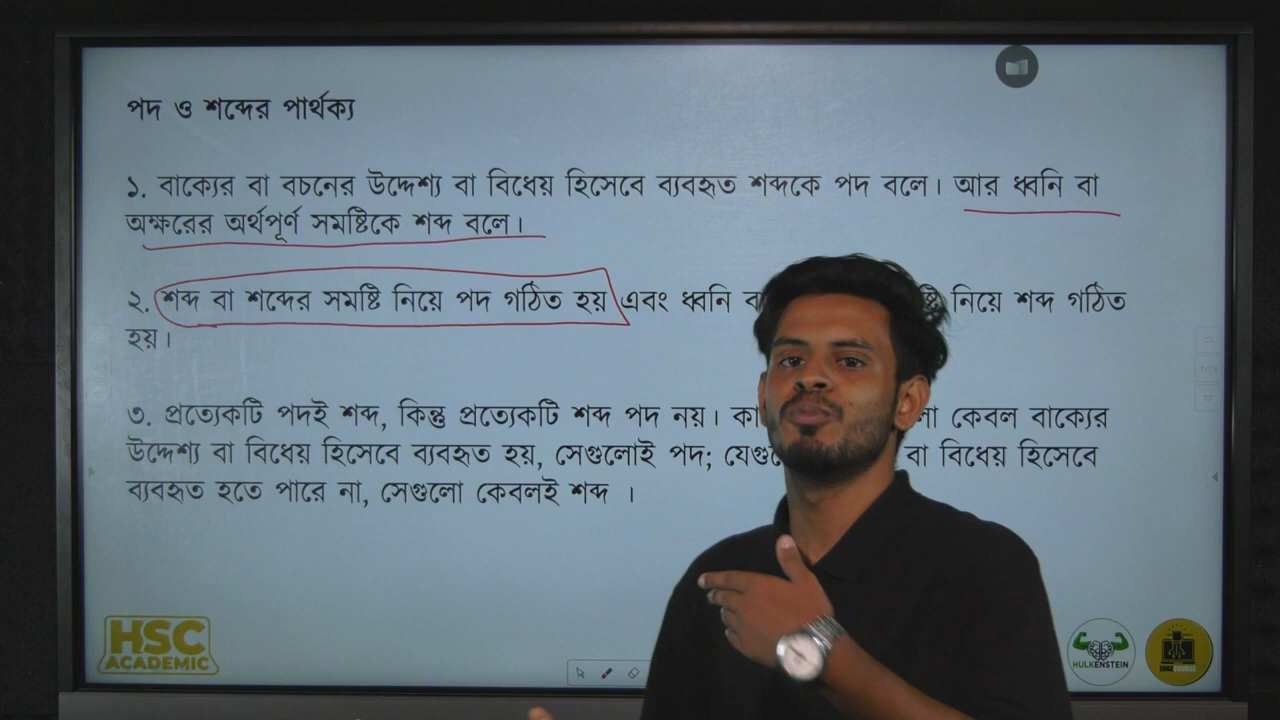 পদ ও শব্দের পার্থক্য
১. বাক্যের বা বচনের উদ্দেশ্য বা বিধেয় হিসেবে ব্যবহৃত শব্দকে পদ বলে। আর ধ্বনি বা
অক্ষরের অর্থপূর্ণ সমষ্টিকে শব্দ বলে।
২. শব্দ বা শব্দের সমষ্টি নিয়ে পদ গঠিত হয় এবং ধ্বনি নিয়ে শব্দ গঠিত
হয়।
৩. প্রত্যেকটি পদই শব্দ, কিন্তু প্রত্যেকটি শব্দ পদ নয়। কেবল বাক্যের
উদ্দেশ্য বা বিধেয় হিসেবে ব্যবহৃত হয়, সেগুলোই পদ; বা বিধেয় হিসেবে
ব্যবহৃত হতে পারে না, সেগুলো কেবলই শব্দ ।
HSC
ACADEMIC
HULKENSTEIN